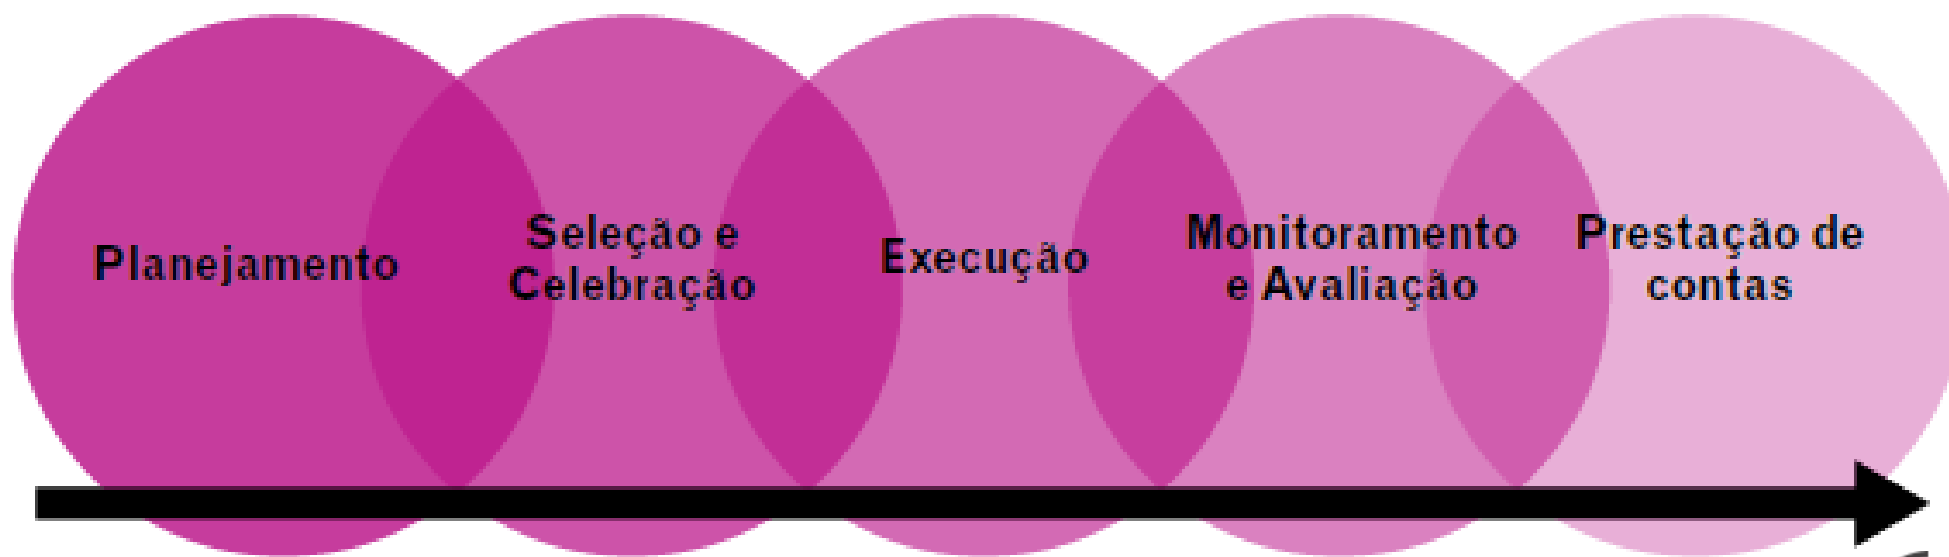 Planejamento
Seleção e
Celebração
Execução
Monitoramento
e Avaliação
Prestação de
contas